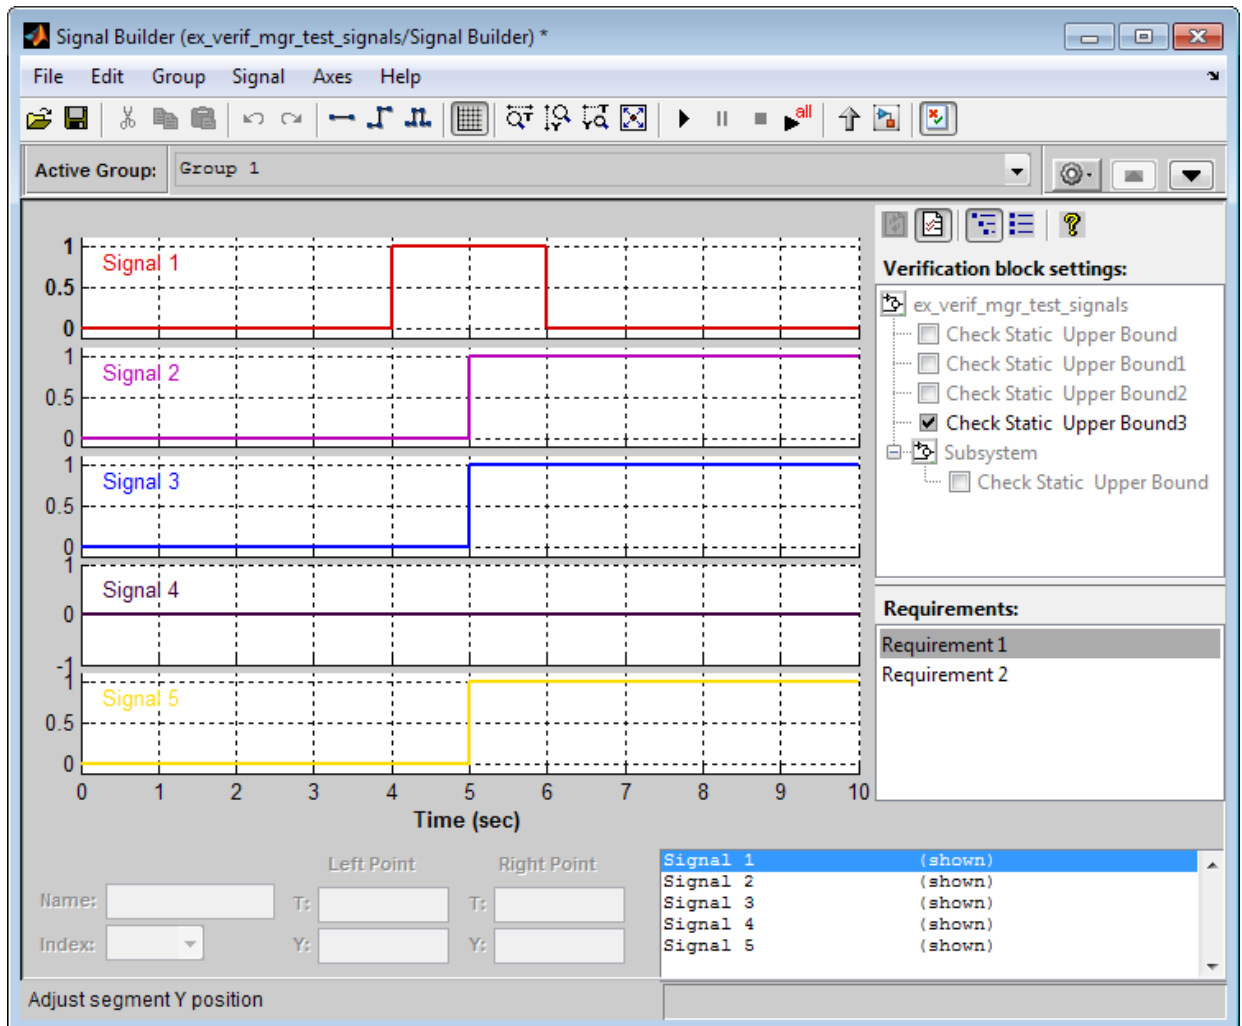 Signal Builder (ex_verif_mgr_test_signals/Signal Builder) *
File Edit Group Signal Axes Help
all
Active Group: Group 1
Verification block settings:
ex_verif_mgr_test_signals
Check Static Upper Bound
Check Static Upper Bound1
Check Static Upper Bound2
Check Static Upper Bound3
Subsystem
Check Static Upper Bound
Requirements:
Requirement 1
Requirement 2
1
Signal 1
0.5
0
1
Signal 2
0.5
0
1
Signal 3
0.5
0
1
Signal 4
0
-1
1
Signal 5
0.5
0
0 1 2 3 4 5 6 7 8 9 10
Time (sec)
Left Point Right Point
Name: T: T:
Index: Y: Y:
Signal 1 (shown)
Signal 2 (shown)
Signal 3 (shown)
Signal 4 (shown)
Signal 5 (shown)
Adjust segment Y position